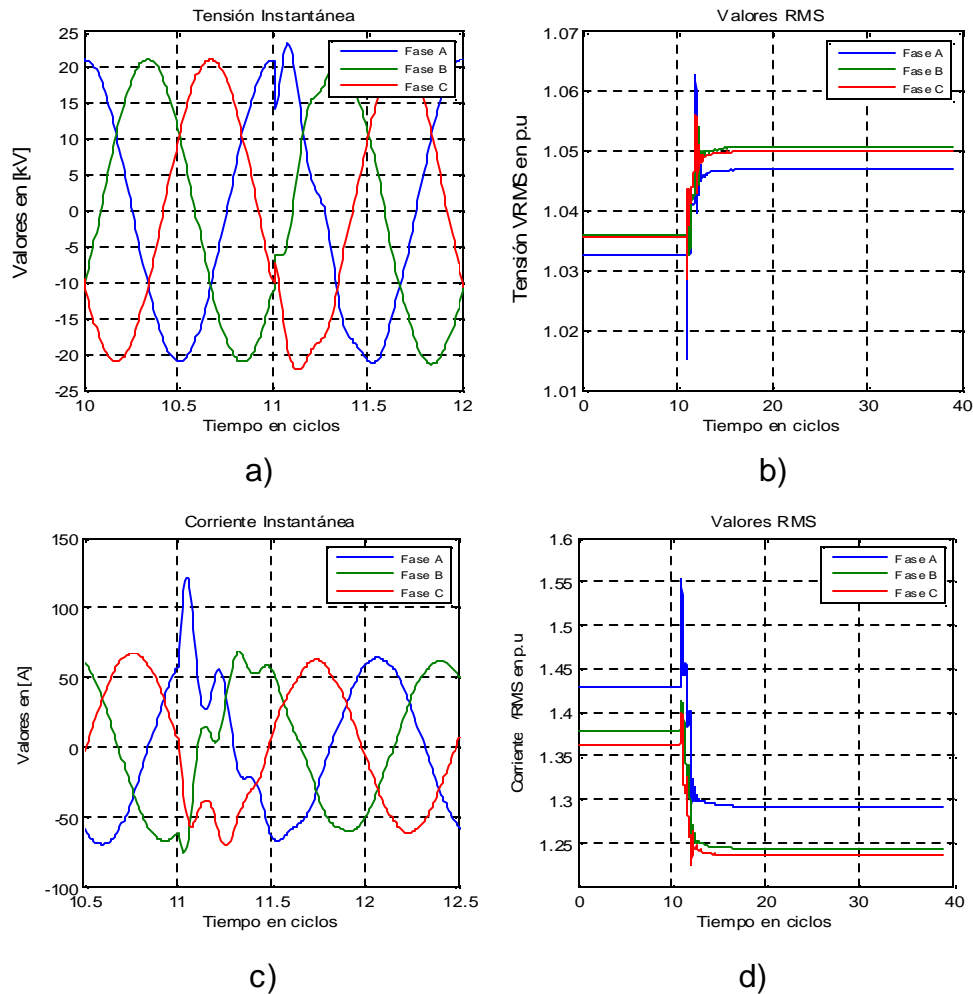 Tensión Instantánea
25
20
15
10
5
0
-5
-10
-15
-20
-25
10
10.5
11
11.5
12
Valores en [kV]
Tiempo en ciclos
Fase A
Fase B
Fase C
a)
Valores RMS
1.07
1.06
1.05
1.04
1.03
1.02
1.01
0
10
20
30
40
Tensión VRMS en p.u
Tiempo en ciclos
Fase A
Fase B
Fase C
b)
Corriente Instantánea
150
100
50
0
-50
-100
10.5
11
11.5
12
12.5
Valores en [A]
Tiempo en ciclos
Fase A
Fase B
Fase C
c)
Valores RMS
1.6
1.55
1.5
1.45
1.4
1.35
1.3
1.25
0
10
20
30
40
Corriente RMS en p.u
Tiempo en ciclos
Fase A
Fase B
Fase C
d)